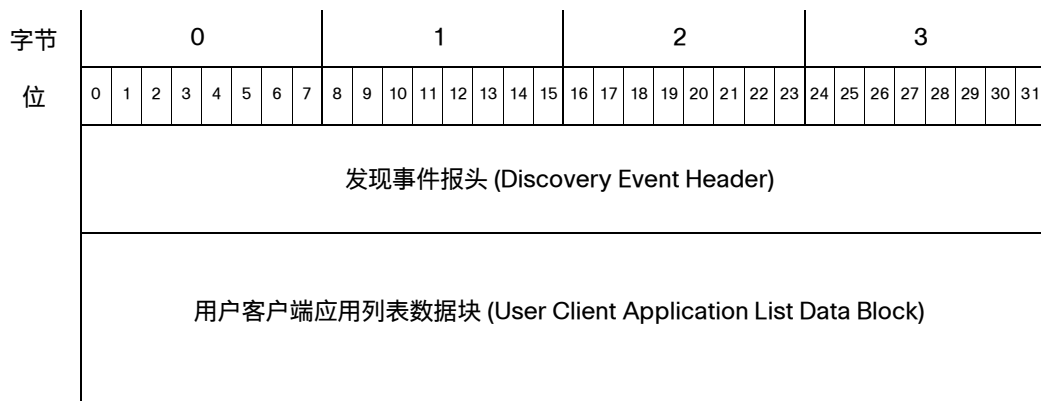 字节 0 1 2 3
位 0 1 2 3 4 5 6 7 8 9 10 11 12 13 14 15 16 17 18 19 20 21 22 23 24 25 26 27 28 29 30 31
发现事件报头 (Discovery Event Header)
用户客户端应用列表数据块 (User Client Application List Data Block)